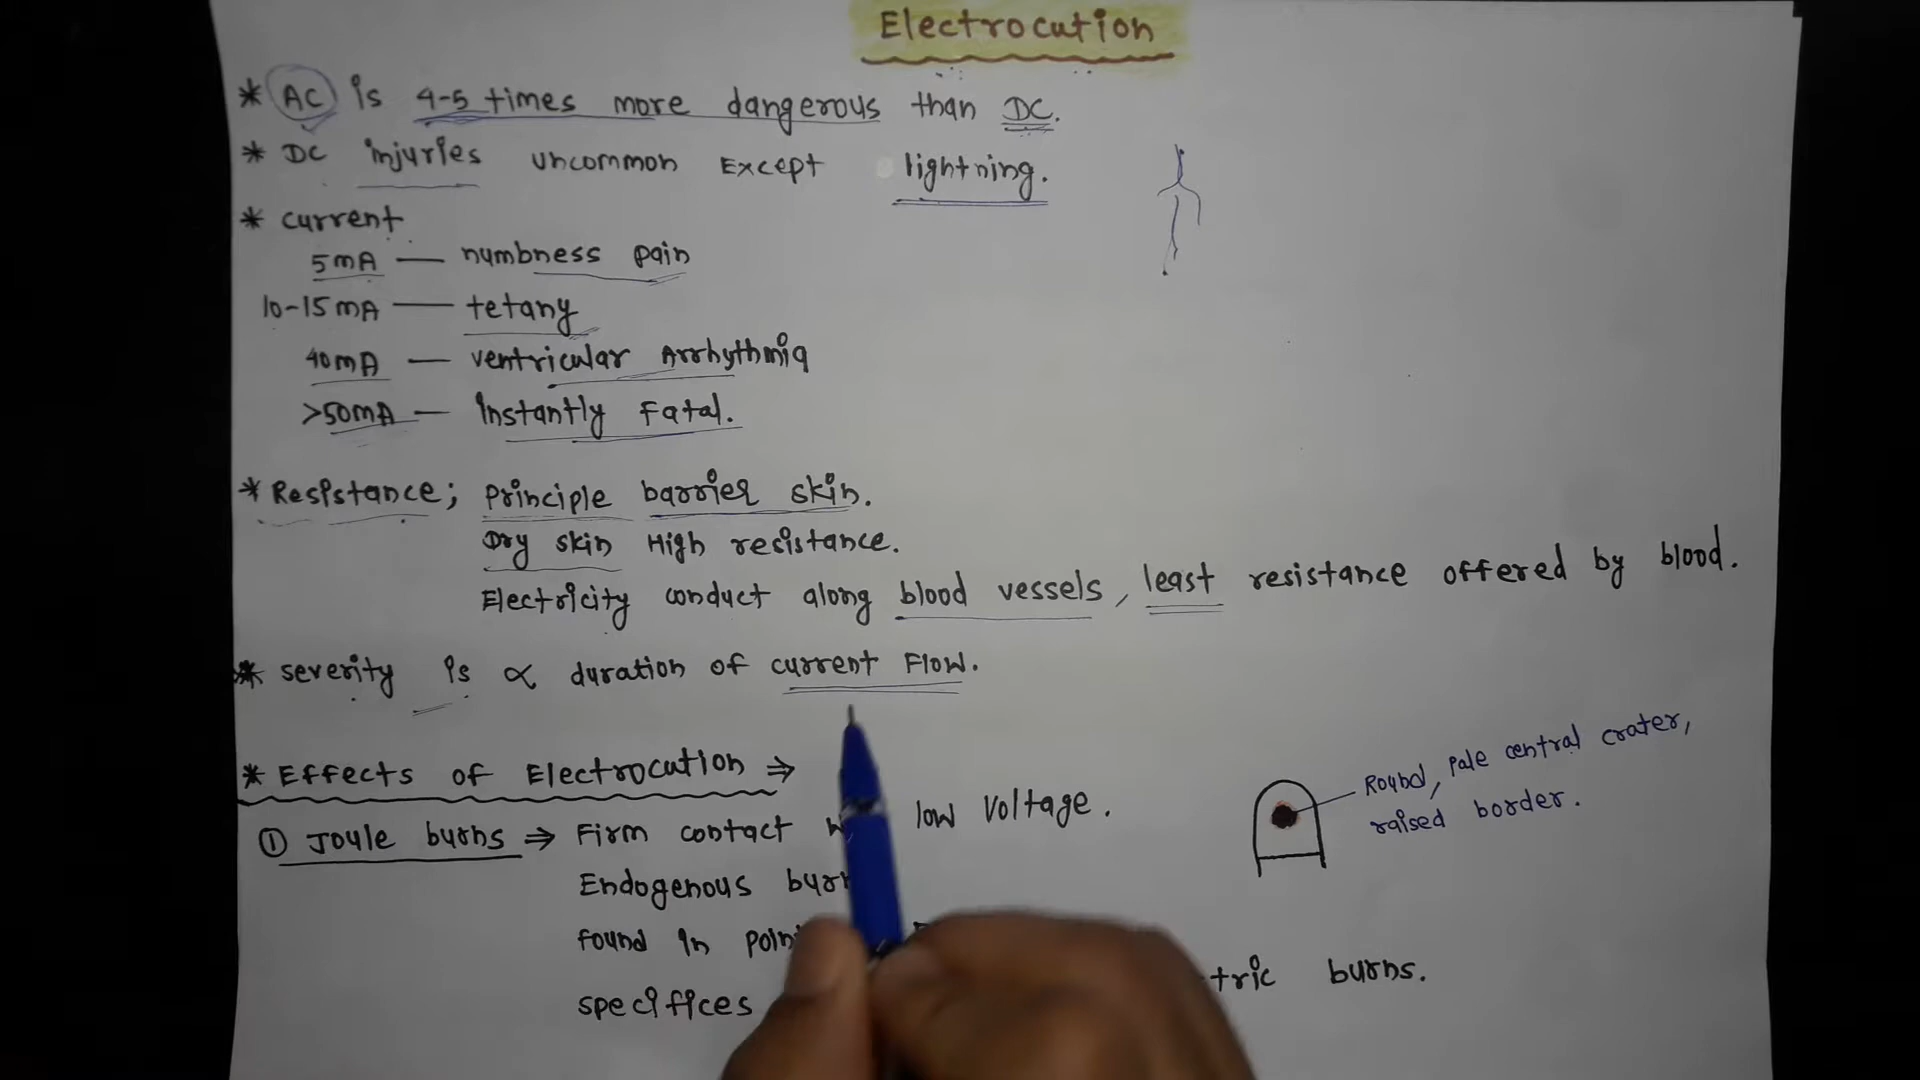 Electrocution
* AC is 4-5 times more dangerous than DC.
* DC injuries uncommon Except lightning.
* current
5mA — numbness pain
10-15mA — tetany
40mA — ventricular Arrhythmia
>50mA — Instantly Fatal.
* Resistance; Principle barrier skin.
Dry skin High resistance.
Electricity conduct along blood vessels, least resistance offered by blood.
* severity is ∝ duration of current Flow.
* Effects of Electrocution ⇒
① Joule burns ⇒ Firm contact low voltage.
Endogenous
found in
specifices burns.
Round, Pale central crater,
raised border.